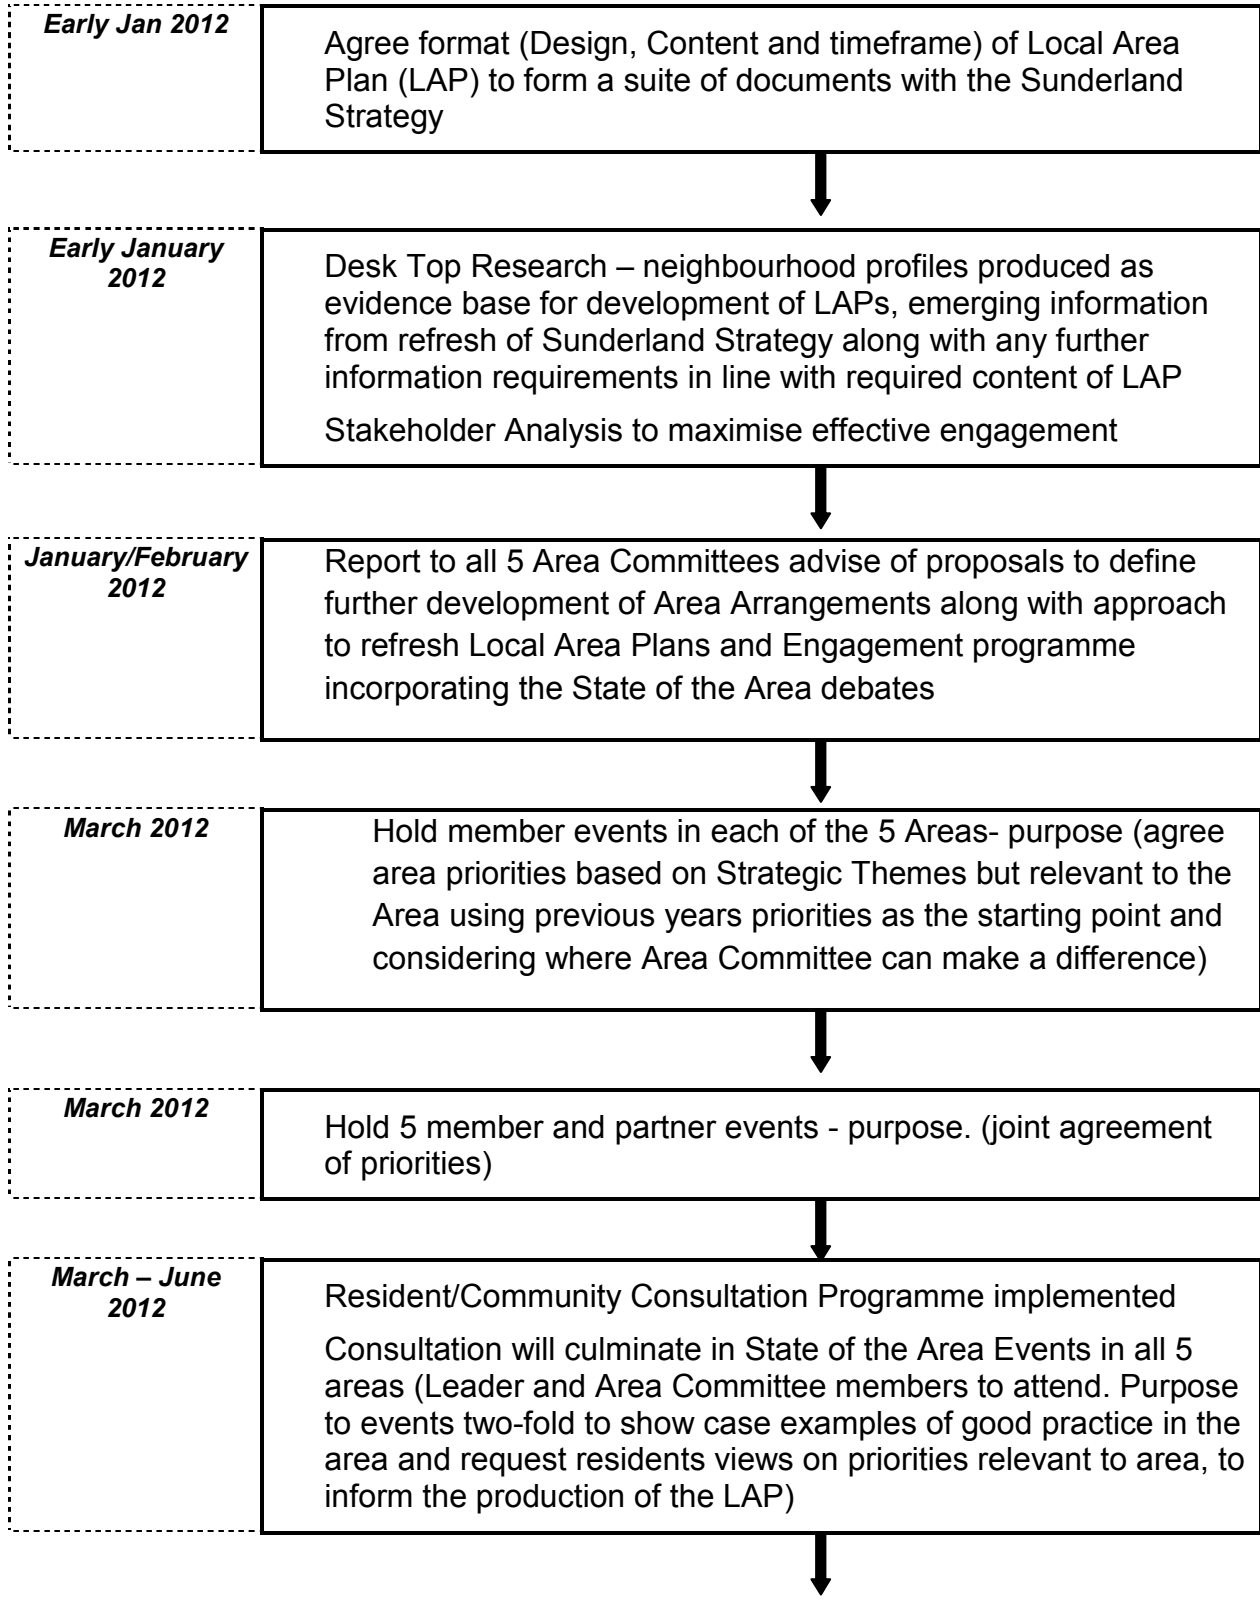 Early Jan 2012
Agree format (Design, Content and timeframe) of Local Area
Plan (LAP) to form a suite of documents with the Sunderland
Strategy
Early January
2012
Desk Top Research – neighbourhood profiles produced as
evidence base for development of LAPs, emerging information
from refresh of Sunderland Strategy along with any further
information requirements in line with required content of LAP
Stakeholder Analysis to maximise effective engagement
January/February
2012
Report to all 5 Area Committees advise of proposals to define
further development of Area Arrangements along with approach
to refresh Local Area Plans and Engagement programme
incorporating the State of the Area debates
March 2012
Hold member events in each of the 5 Areas- purpose (agree
area priorities based on Strategic Themes but relevant to the
Area using previous years priorities as the starting point and
considering where Area Committee can make a difference)
March 2012
Hold 5 member and partner events - purpose. (joint agreement
of priorities)
March – June
2012
Resident/Community Consultation Programme implemented
Consultation will culminate in State of the Area Events in all 5
areas (Leader and Area Committee members to attend. Purpose
to events two-fold to show case examples of good practice in the
area and request residents views on priorities relevant to area, to
inform the production of the LAP)